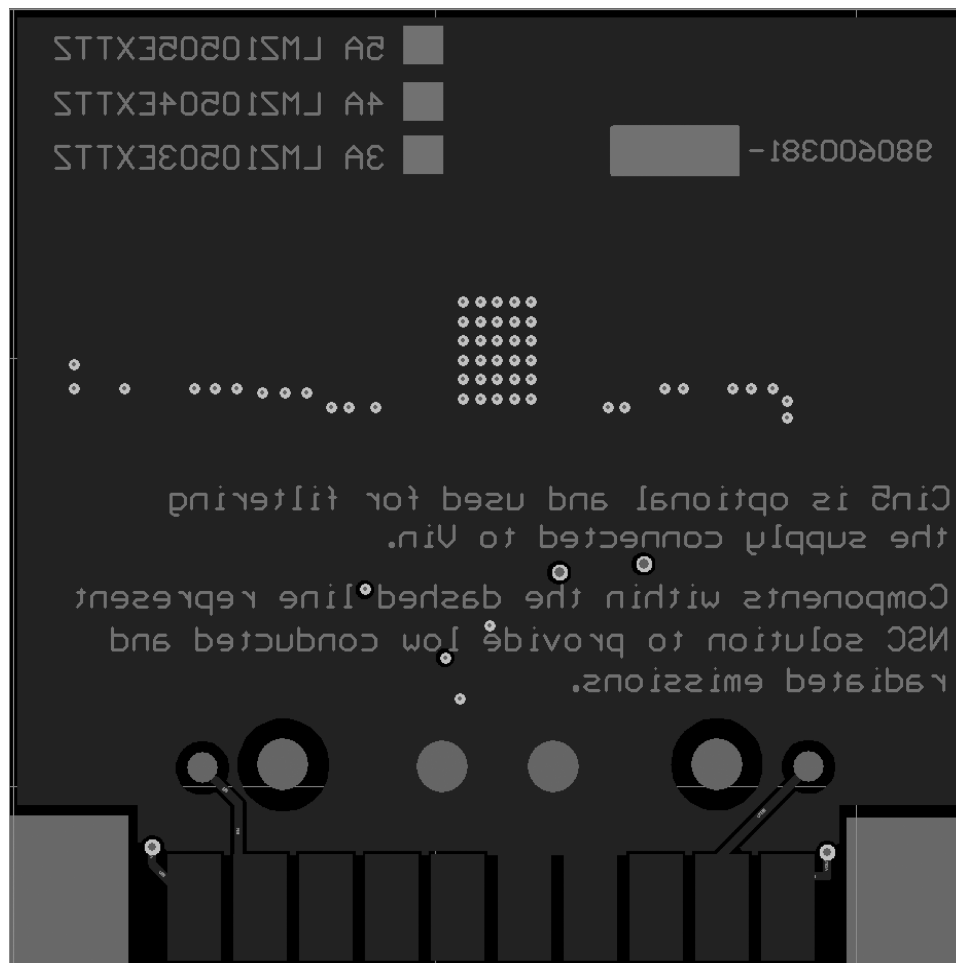 5A LMZ10505EXTTZ
4A LMZ10504EXTTZ
3A LMZ10503EXTTZ
980600381-
Cin5 is optional and used for filtering
the supply connected to Vin.
Components within the dashed line represent
NSC solution to provide low conducted and
radiated emissions.